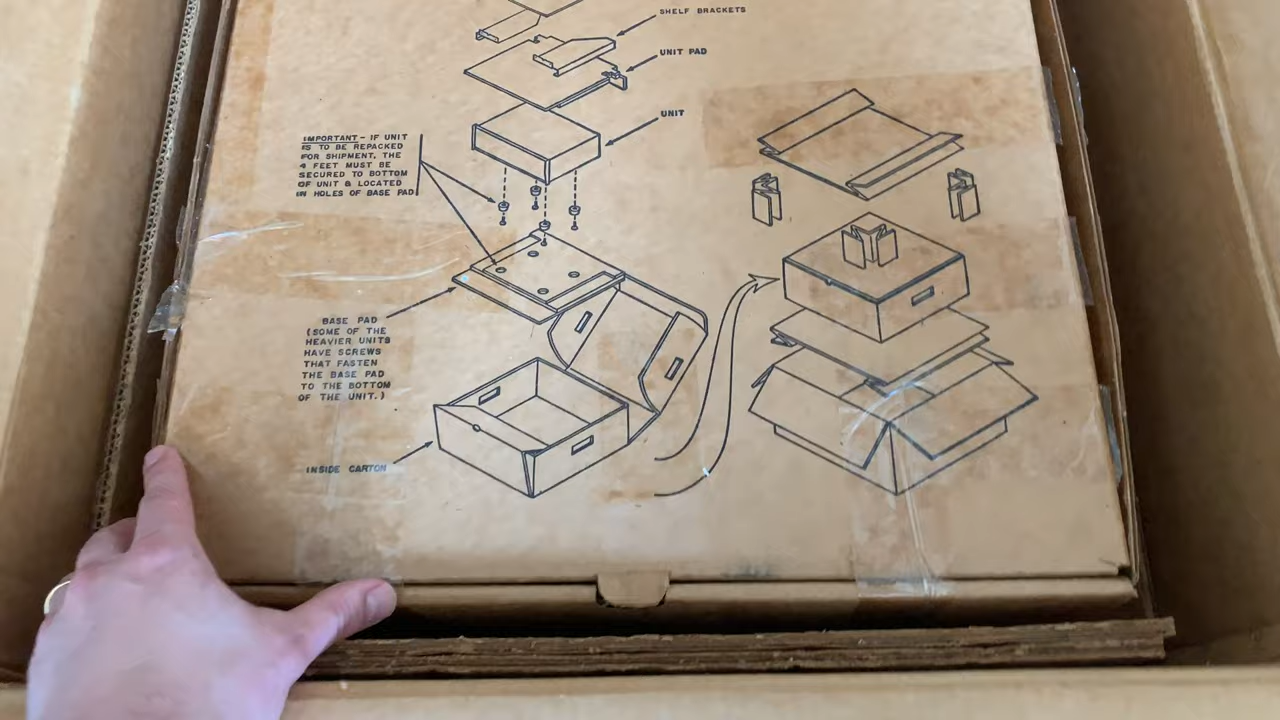 SHELF BRACKETS
UNIT PAD
UNIT
IMPORTANT - IF UNIT
IS TO BE REPACKED
FOR SHIPMENT, THE
4 FEET MUST BE
SECURED TO BOTTOM
OF UNIT & LOCATED
IN HOLES OF BASE PAD
BASE PAD
(SOME OF THE
HEAVIER UNITS
HAVE SCREWS
THAT FASTEN
THE BASE PAD
TO THE BOTTOM
OF THE UNIT.)
INSIDE CARTON